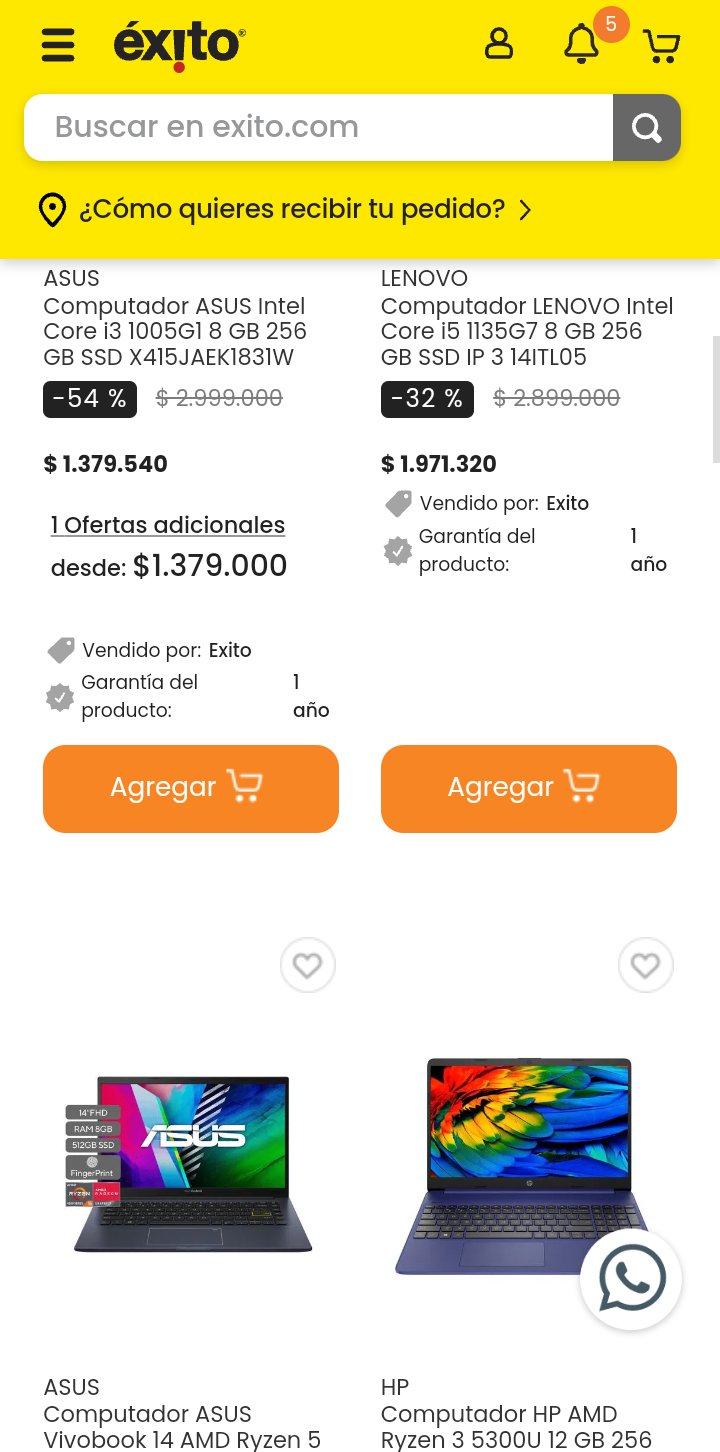 éxito®
5
Buscar en exito.com
¿Cómo quieres recibir tu pedido?
ASUS
Computador ASUS Intel
Core i3 1005G1 8 GB 256
GB SSD X415JAEK1831W
-54 %
$ 2.999.000
$ 1.379.540
1 Ofertas adicionales
desde: $1.379.000
Vendido por: Exito
Garantía del
producto:
1
año
Agregar
LENOVO
Computador LENOVO Intel
Core i5 1135G7 8 GB 256
GB SSD IP 3 14ITL05
-32 %
$ 2.899.000
$ 1.971.320
Vendido por: Exito
Garantía del
producto:
1
año
Agregar
14"FHD
RAM 8GB
512GB SSD
FingerPrint
RYZEN
RADEON
ASUS
hp
ASUS
Computador ASUS
Vivobook 14 AMD Ryzen 5
HP
Computador HP AMD
Ryzen 3 5300U 12 GB 256